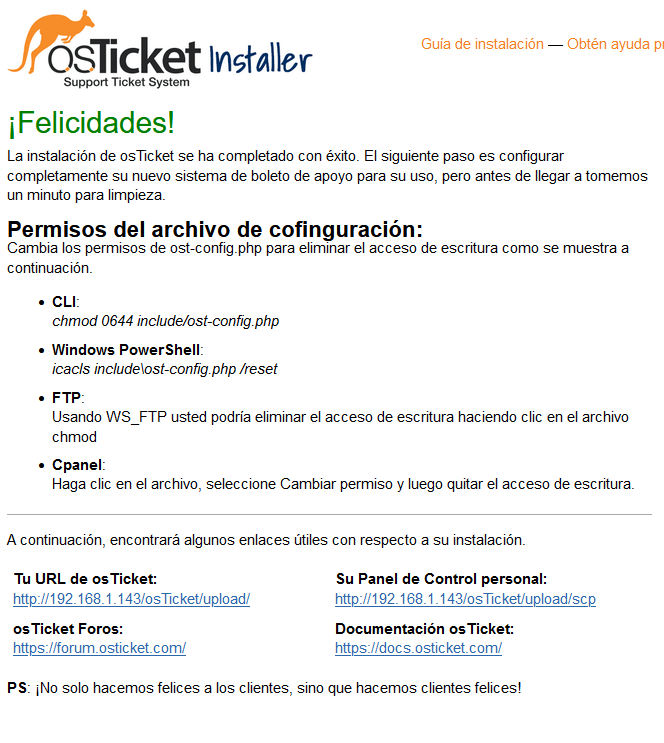 osTicket Installer
Support Ticket System
Guía de instalación — Obtén ayuda pr
¡Felicidades!
La instalación de osTicket se ha completado con éxito. El siguiente paso es configurar
completamente su nuevo sistema de boleto de apoyo para su uso, pero antes de llegar a tomemos
un minuto para limpieza.
Permisos del archivo de cofinguración:
Cambia los permisos de ost-config.php para eliminar el acceso de escritura como se muestra a
continuación.
• CLI:
chmod 0644 include/ost-config.php
• Windows PowerShell:
icacls include\ost-config.php /reset
• FTP:
Usando WS_FTP usted podría eliminar el acceso de escritura haciendo clic en el archivo
chmod
• Cpanel:
Haga clic en el archivo, seleccione Cambiar permiso y luego quitar el acceso de escritura.
A continuación, encontrará algunos enlaces útiles con respecto a su instalación.
Tu URL de osTicket:
http://192.168.1.143/osTicket/upload/
Su Panel de Control personal:
http://192.168.1.143/osTicket/upload/scp
osTicket Foros:
https://forum.osticket.com/
Documentación osTicket:
https://docs.osticket.com/
PS: ¡No solo hacemos felices a los clientes, sino que hacemos clientes felices!